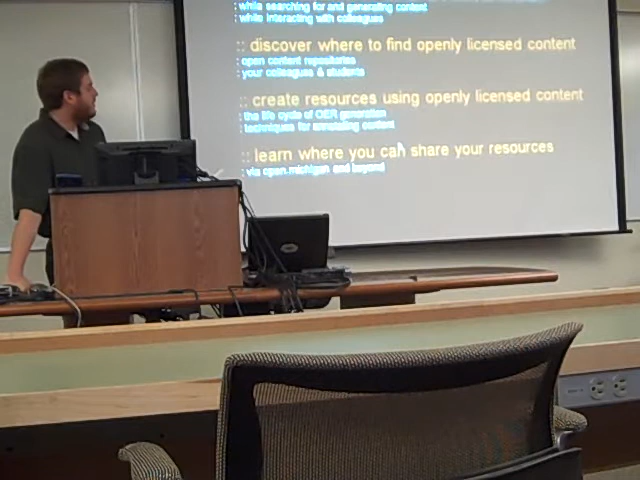 : while searching for and generating content
: while interacting with colleagues
:: discover where to find openly licensed content
: open content repositories
: your colleagues & students
:: create resources using openly licensed content
: the life cycle of OER generation
: techniques for annotating content
:: learn where you can share your resources
: via open.michigan and beyond